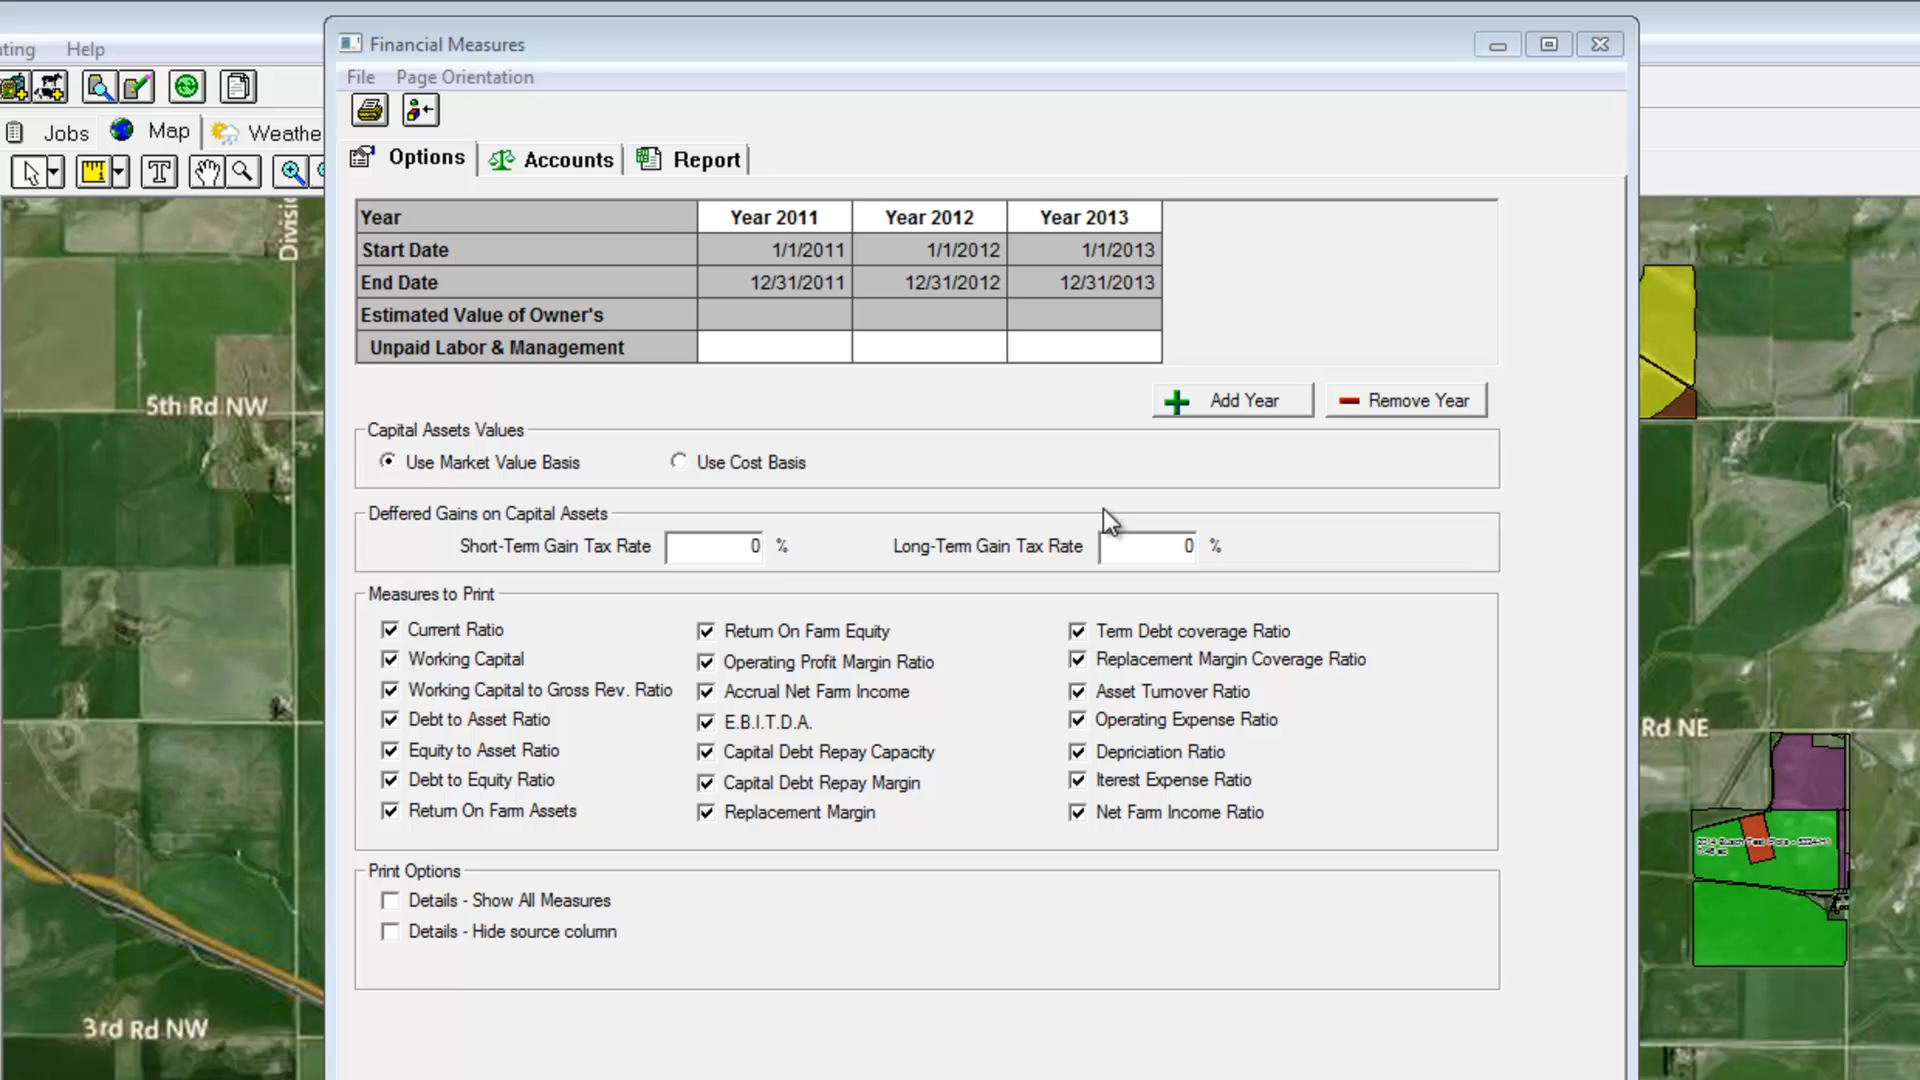 Financial Measures
nting Help
File Page Orientation
Jobs Map Weathe
Options Accounts Report
Divisi
Year Year 2011 Year 2012 Year 2013
Start Date 1/1/2011 1/1/2012 1/1/2013
End Date 12/31/2011 12/31/2012 12/31/2013
Estimated Value of Owner's
Unpaid Labor & Management
5th Rd NW
Add Year Remove Year
Capital Assets Values
Use Market Value Basis Use Cost Basis
Deffered Gains on Capital Assets
Short-Term Gain Tax Rate 0 % Long-Term Gain Tax Rate 0 %
Measures to Print
Current Ratio Return On Farm Equity Term Debt coverage Ratio
Working Capital Operating Profit Margin Ratio Replacement Margin Coverage Ratio
Working Capital to Gross Rev. Ratio Accrual Net Farm Income Asset Turnover Ratio
Debt to Asset Ratio E.B.I.T.D.A. Operating Expense Ratio
Equity to Asset Ratio Capital Debt Repay Capacity Depriciation Ratio
Debt to Equity Ratio Capital Debt Repay Margin Iterest Expense Ratio
Return On Farm Assets Replacement Margin Net Farm Income Ratio
Rd NE
Print Options
Details - Show All Measures
Details - Hide source column
3rd Rd NW